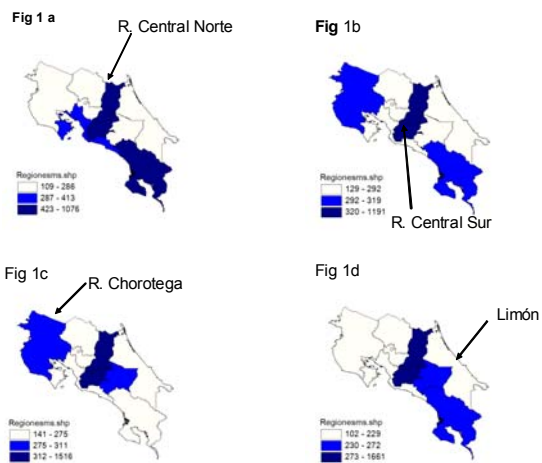 Fig 1 a
R. Central Norte
Regionesms.shp
109 - 286
287 - 413
423 - 1076
Fig 1b
Regionesms.shp
129 - 292
292 - 319
320 - 1191
R. Central Sur
Fig 1c
R. Chorotega
Regionesms.shp
141 - 275
275 - 311
312 - 1516
Fig 1d
Limón
Regionesms.shp
102 - 229
230 - 272
273 - 1661